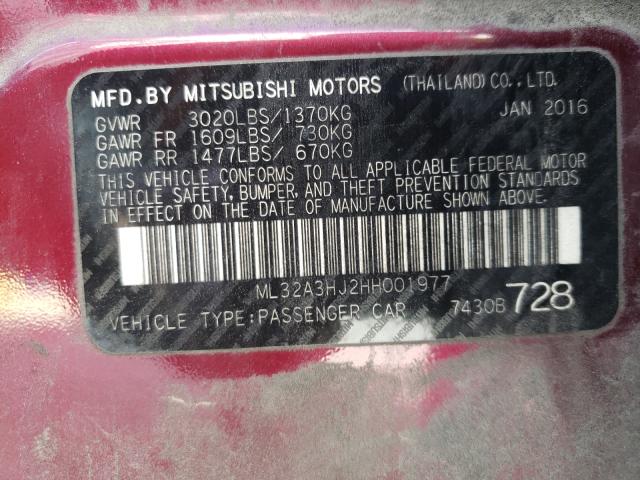 MFD.BY MITSUBISHI MOTORS (THAILAND) CO., LTD.
GVWR 3020LBS/1370KG JAN 2016
GAWR FR 1609LBS/ 730KG
GAWR RR 1477LBS/ 670KG
THIS VEHICLE CONFORMS TO ALL APPLICABLE FEDERAL MOTOR
VEHICLE SAFETY, BUMPER, AND THEFT PREVENTION STANDARDS
IN EFFECT ON THE DATE OF MANUFACTURE SHOWN ABOVE.
ML32A3HJ2HH001977
VEHICLE TYPE:PASSENGER CAR 7430B 728